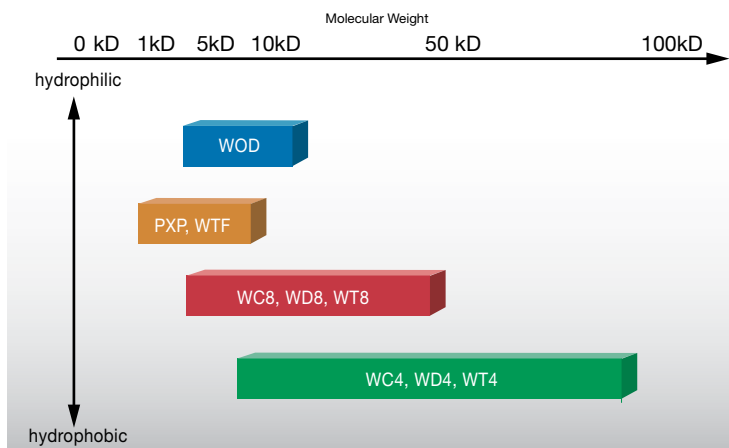 Molecular Weight
0 kD 1kD 5kD 10kD 50 kD 100kD
hydrophilic
WOD
PXP, WTF
WC8, WD8, WT8
WC4, WD4, WT4
hydrophobic